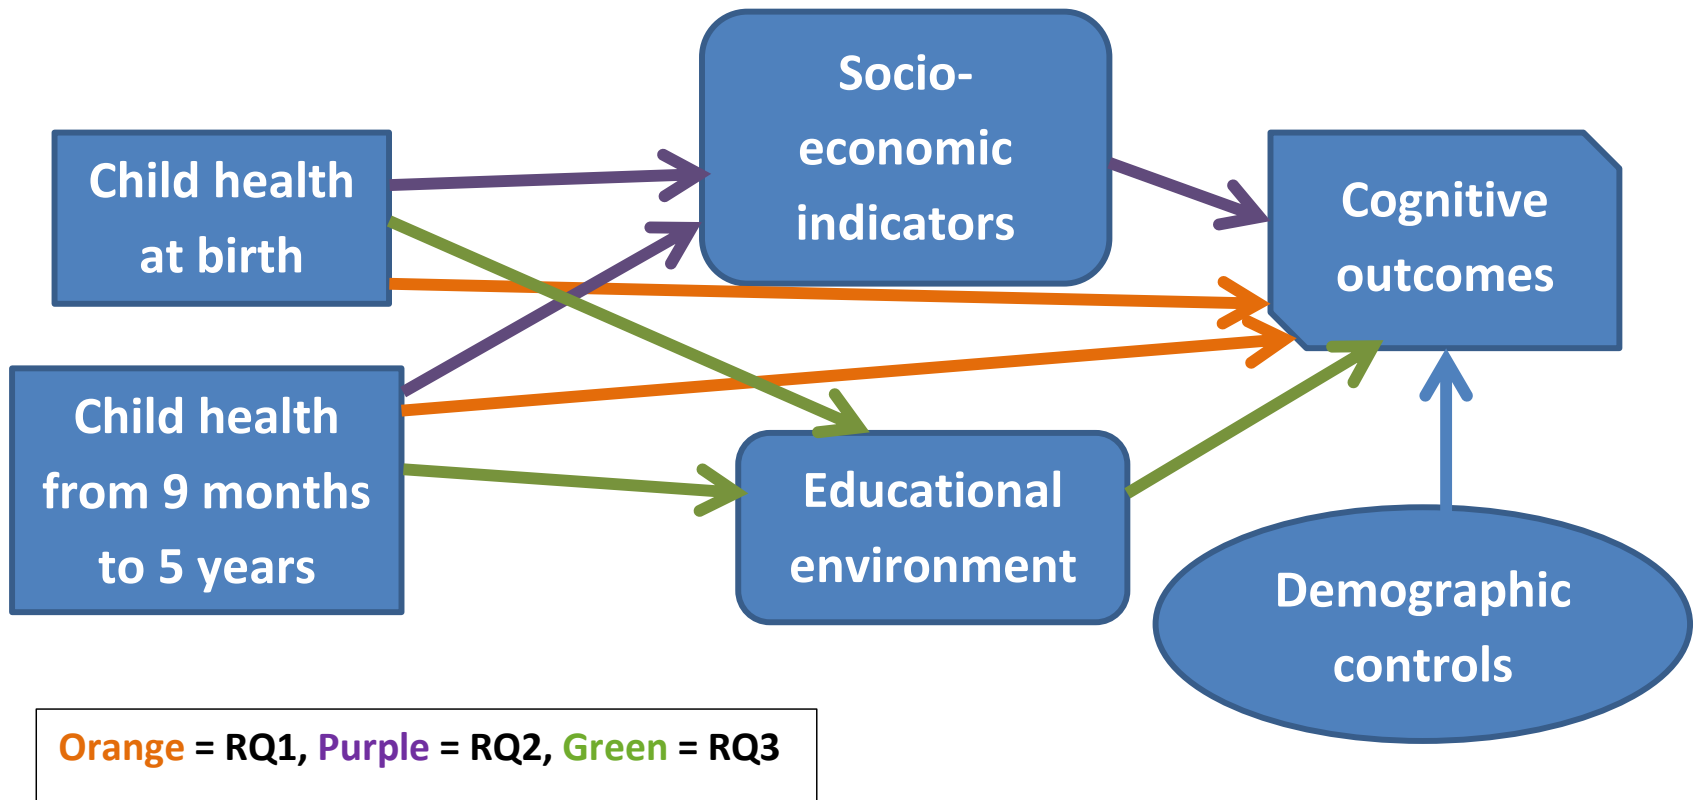 Socio-
economic
indicators
Child health
at birth
Cognitive
outcomes
Child health
from 9 months
to 5 years
Educational
environment
Demographic
controls
Orange = RQ1, Purple = RQ2, Green = RQ3